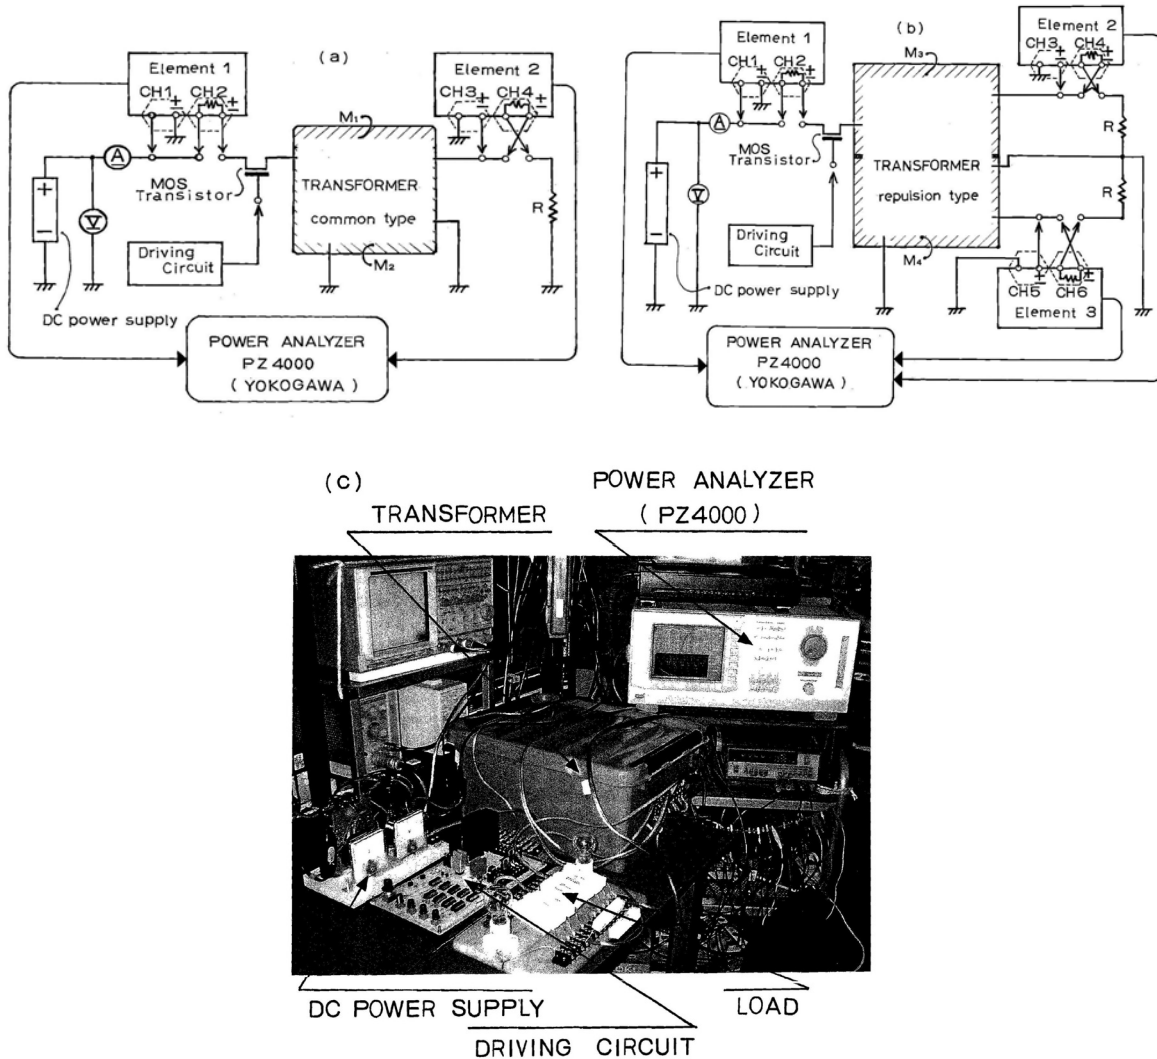 (a)
Element 1
CH1
CH2
±
±
Element 2
CH3
CH4
±
±
M1
A
V
+
−
MOS
Transistor
TRANSFORMER
common type
R
Driving
Circuit
M2
DC power supply
POWER ANALYZER
PZ4000
( YOKOGAWA )
(b)
Element 1
CH1
CH2
±
±
Element 2
CH3
CH4
±
±
M3
A
V
+
−
MOS
Transistor
TRANSFORMER
repulsion type
R
R
Driving
Circuit
M4
CH5
CH6
±
±
Element 3
DC power supply
POWER ANALYZER
PZ4000
( YOKOGAWA )
(c)
TRANSFORMER
POWER ANALYZER
( PZ4000 )
DC POWER SUPPLY
LOAD
DRIVING CIRCUIT